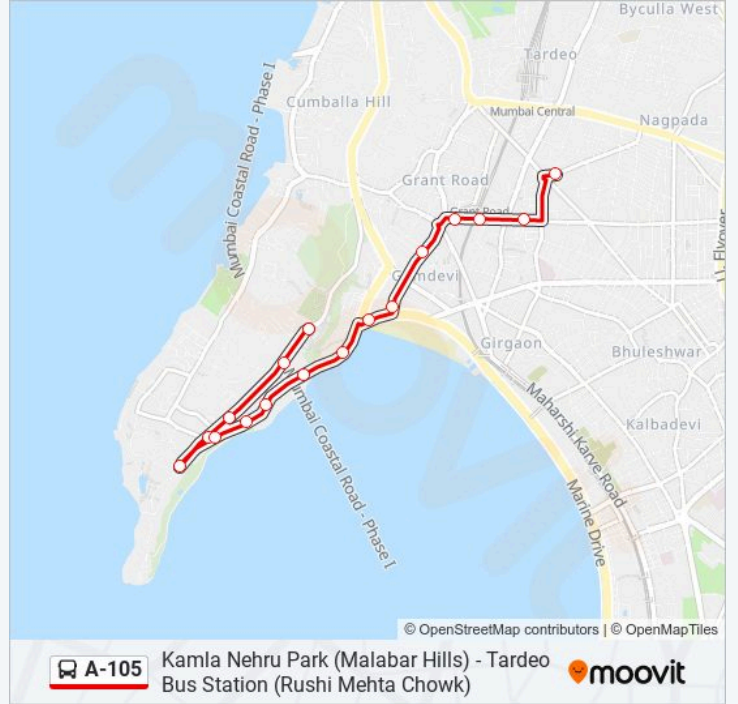 Byculla West
Tardeo
Mumbai Central
Cumballa Hill
Nagpada
Mumbai Coastal Road - Phase I
Grant Road
Grant Road
Gamdevi
Girgaon
Bhuleshwar
Mumbai Coastal Road - Phase I
Maharshi Karve Road
Kalbadevi
Marine Drive
© OpenStreetMap contributors | © OpenMapTiles
A-105
Kamla Nehru Park (Malabar Hills) - Tardeo
Bus Station (Rushi Mehta Chowk)
moovit